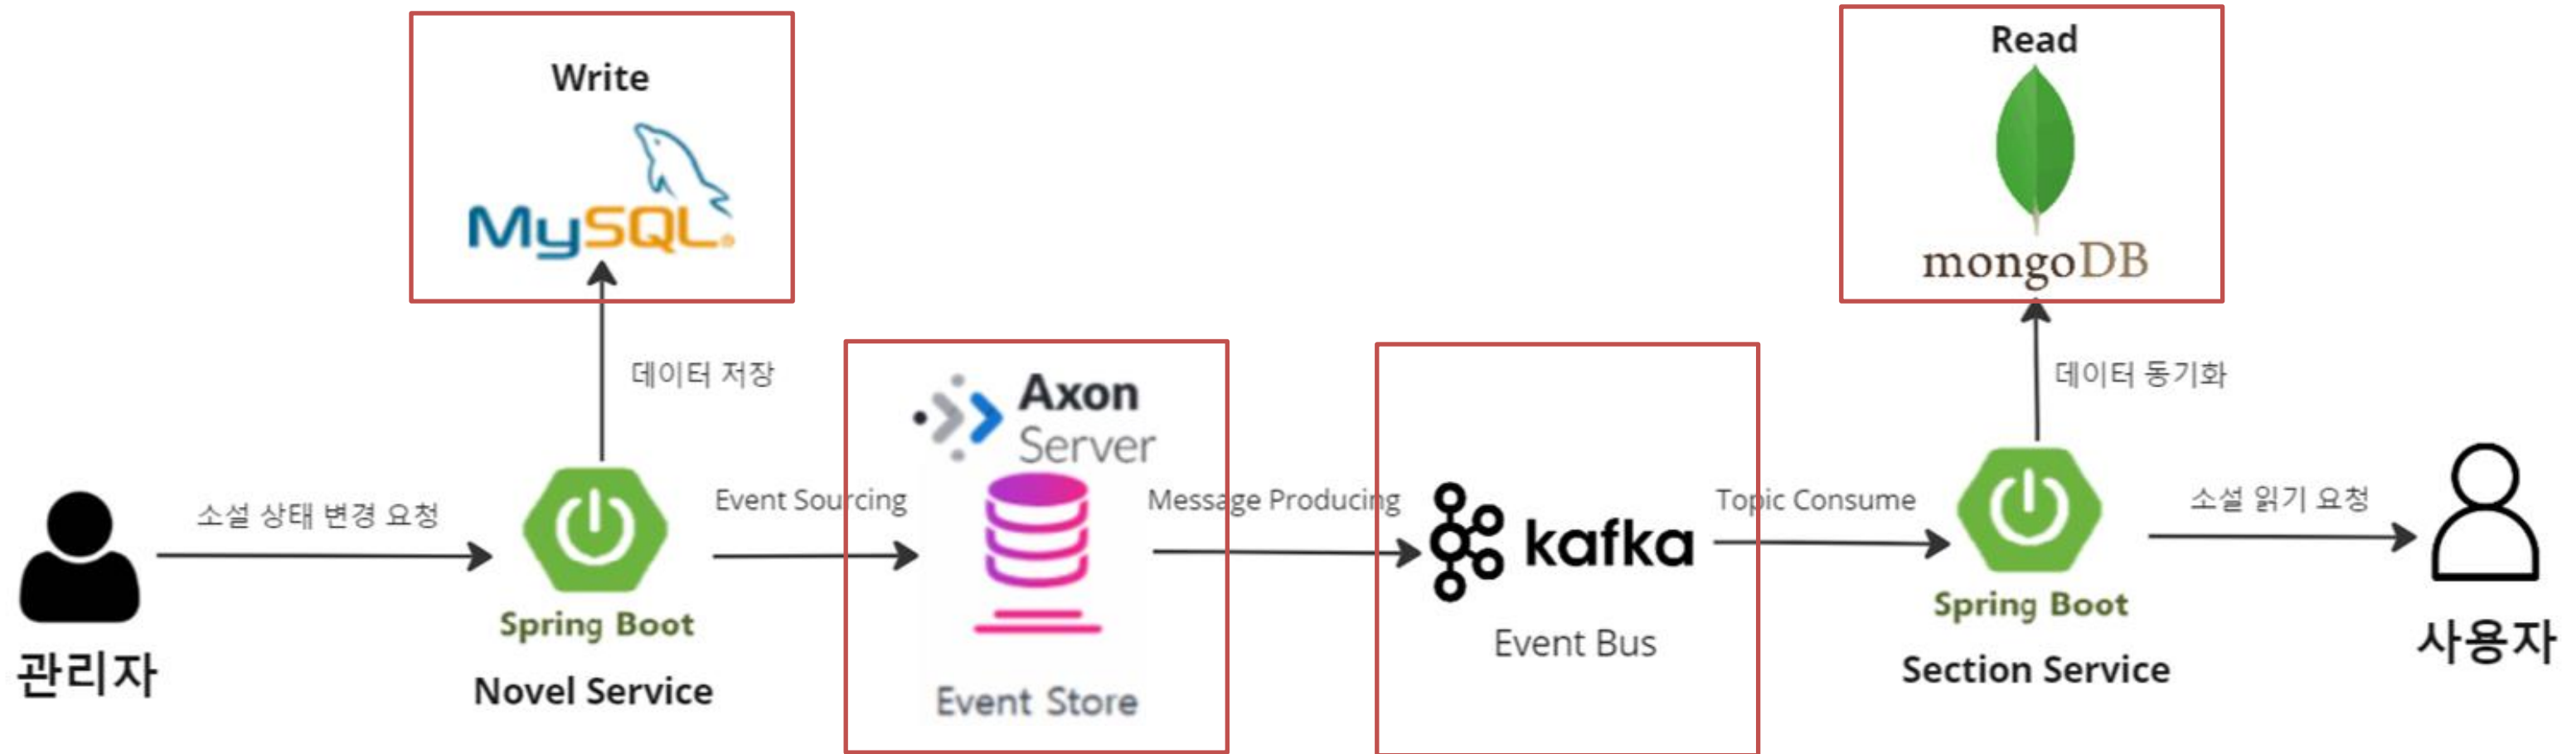 Write
MySQL
데이터 저장
관리자
소설 상태 변경 요청
Spring Boot
Novel Service
Event Sourcing
Axon
Server
Event Store
Message Producing
kafka
Event Bus
Topic Consume
Read
mongoDB
데이터 동기화
Spring Boot
Section Service
소설 읽기 요청
사용자